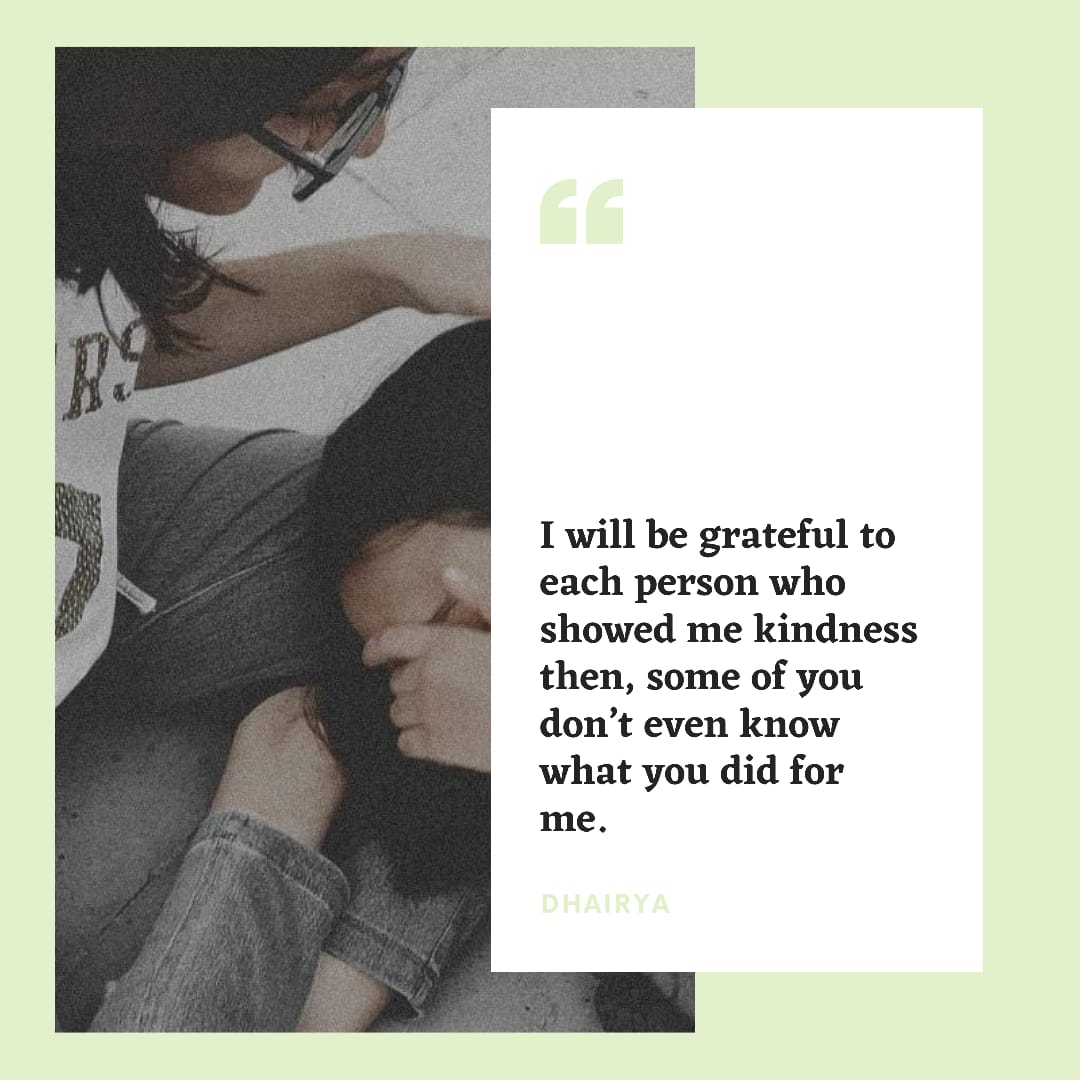 RS
“
I will be grateful to
each person who
showed me kindness
then, some of you
don’t even know
what you did for
me.
DHAIRYA